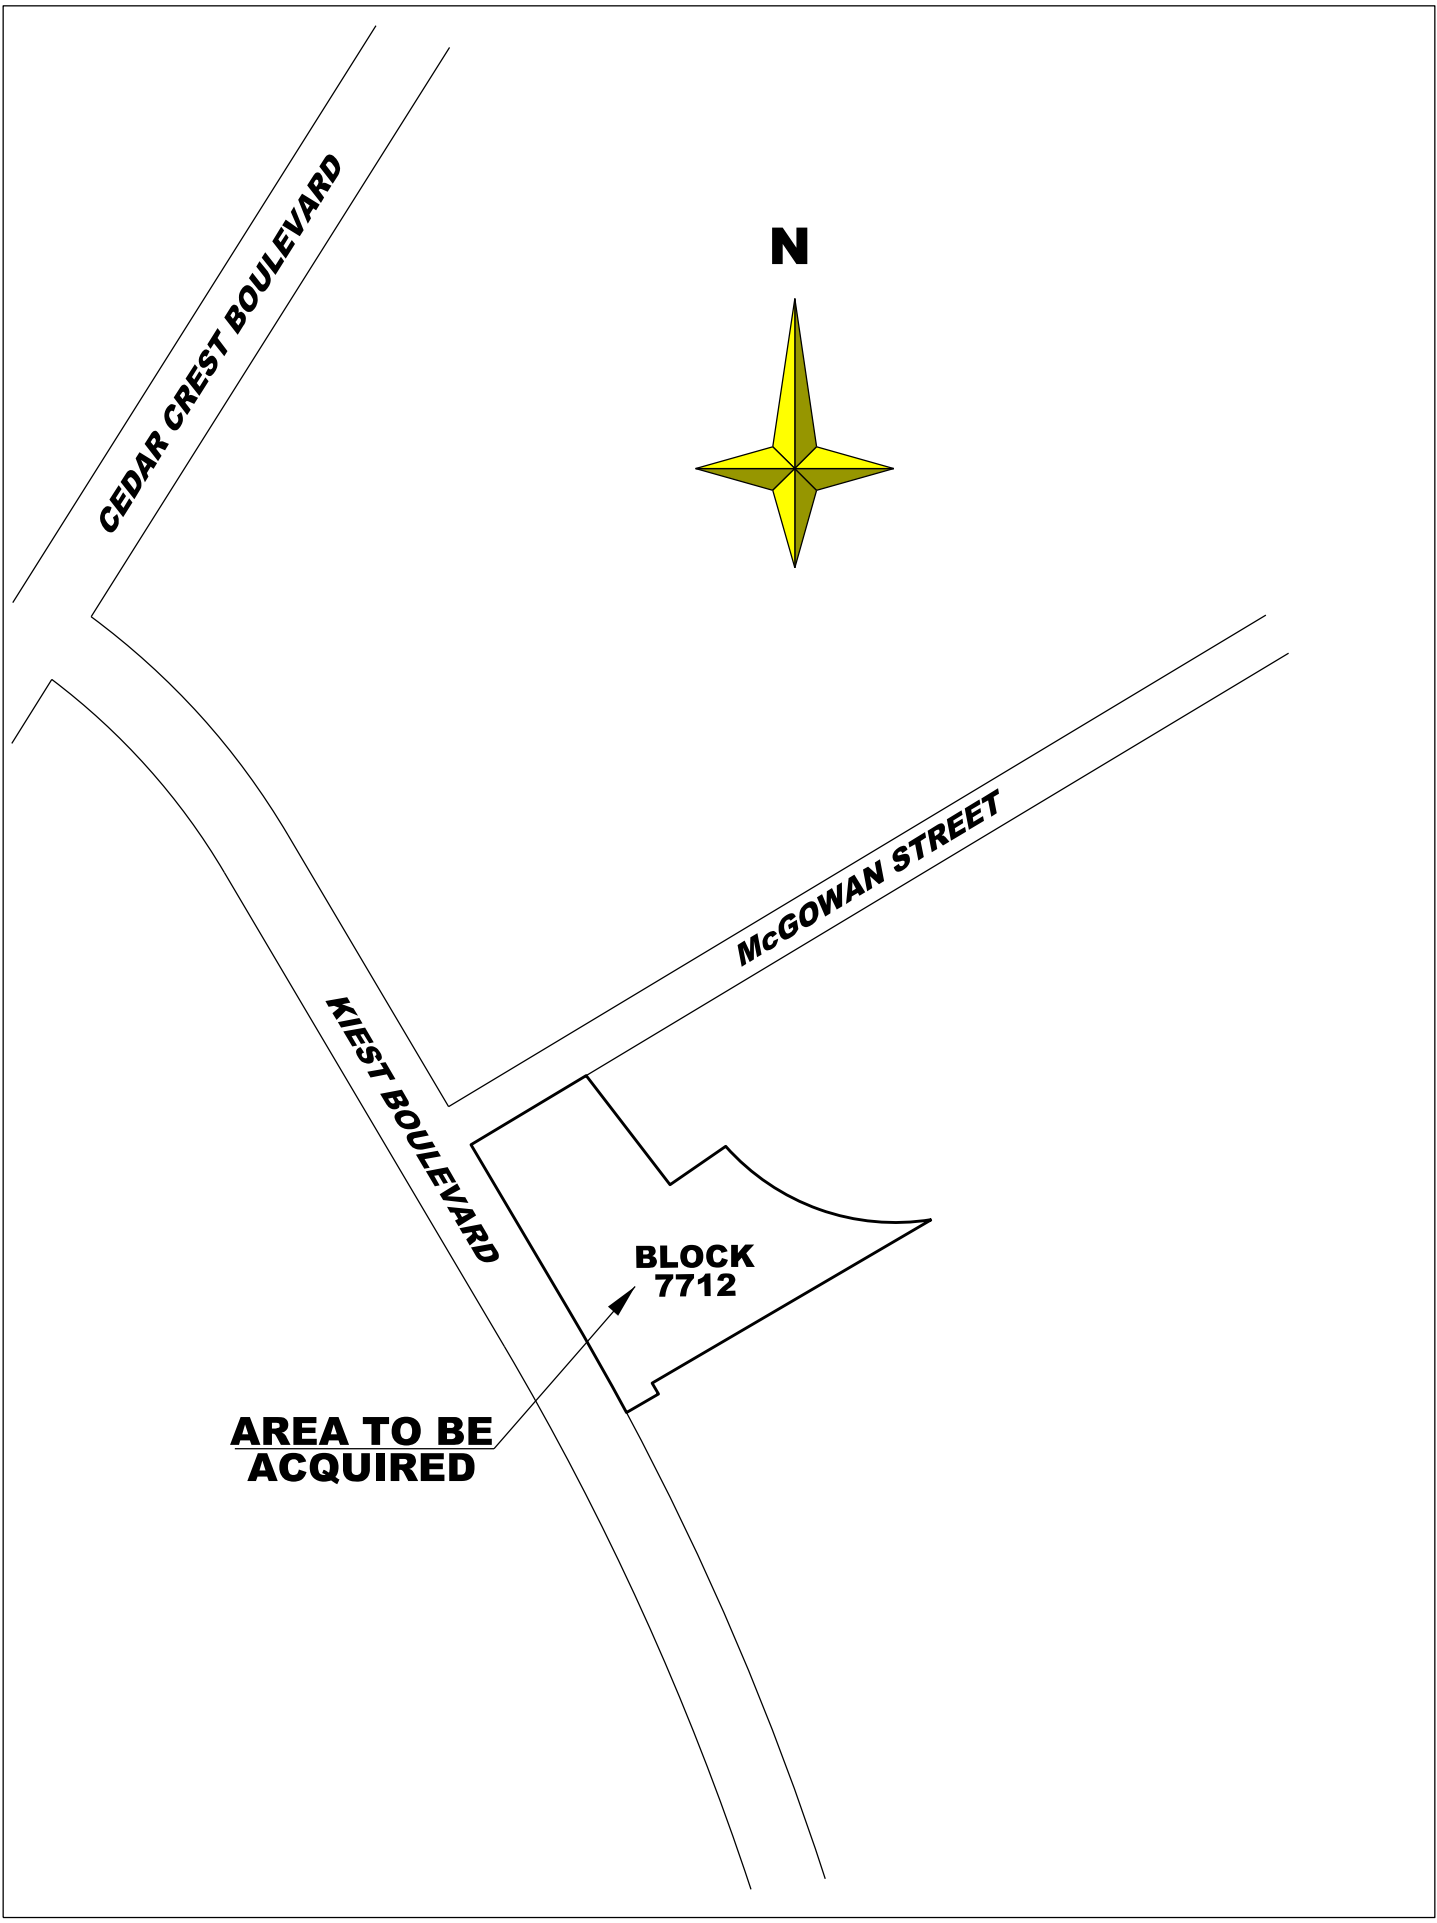 CEDAR CREST BOULEVARD
N
McGOWAN STREET
KIEST BOULEVARD
BLOCK
7712
AREA TO BE
ACQUIRED